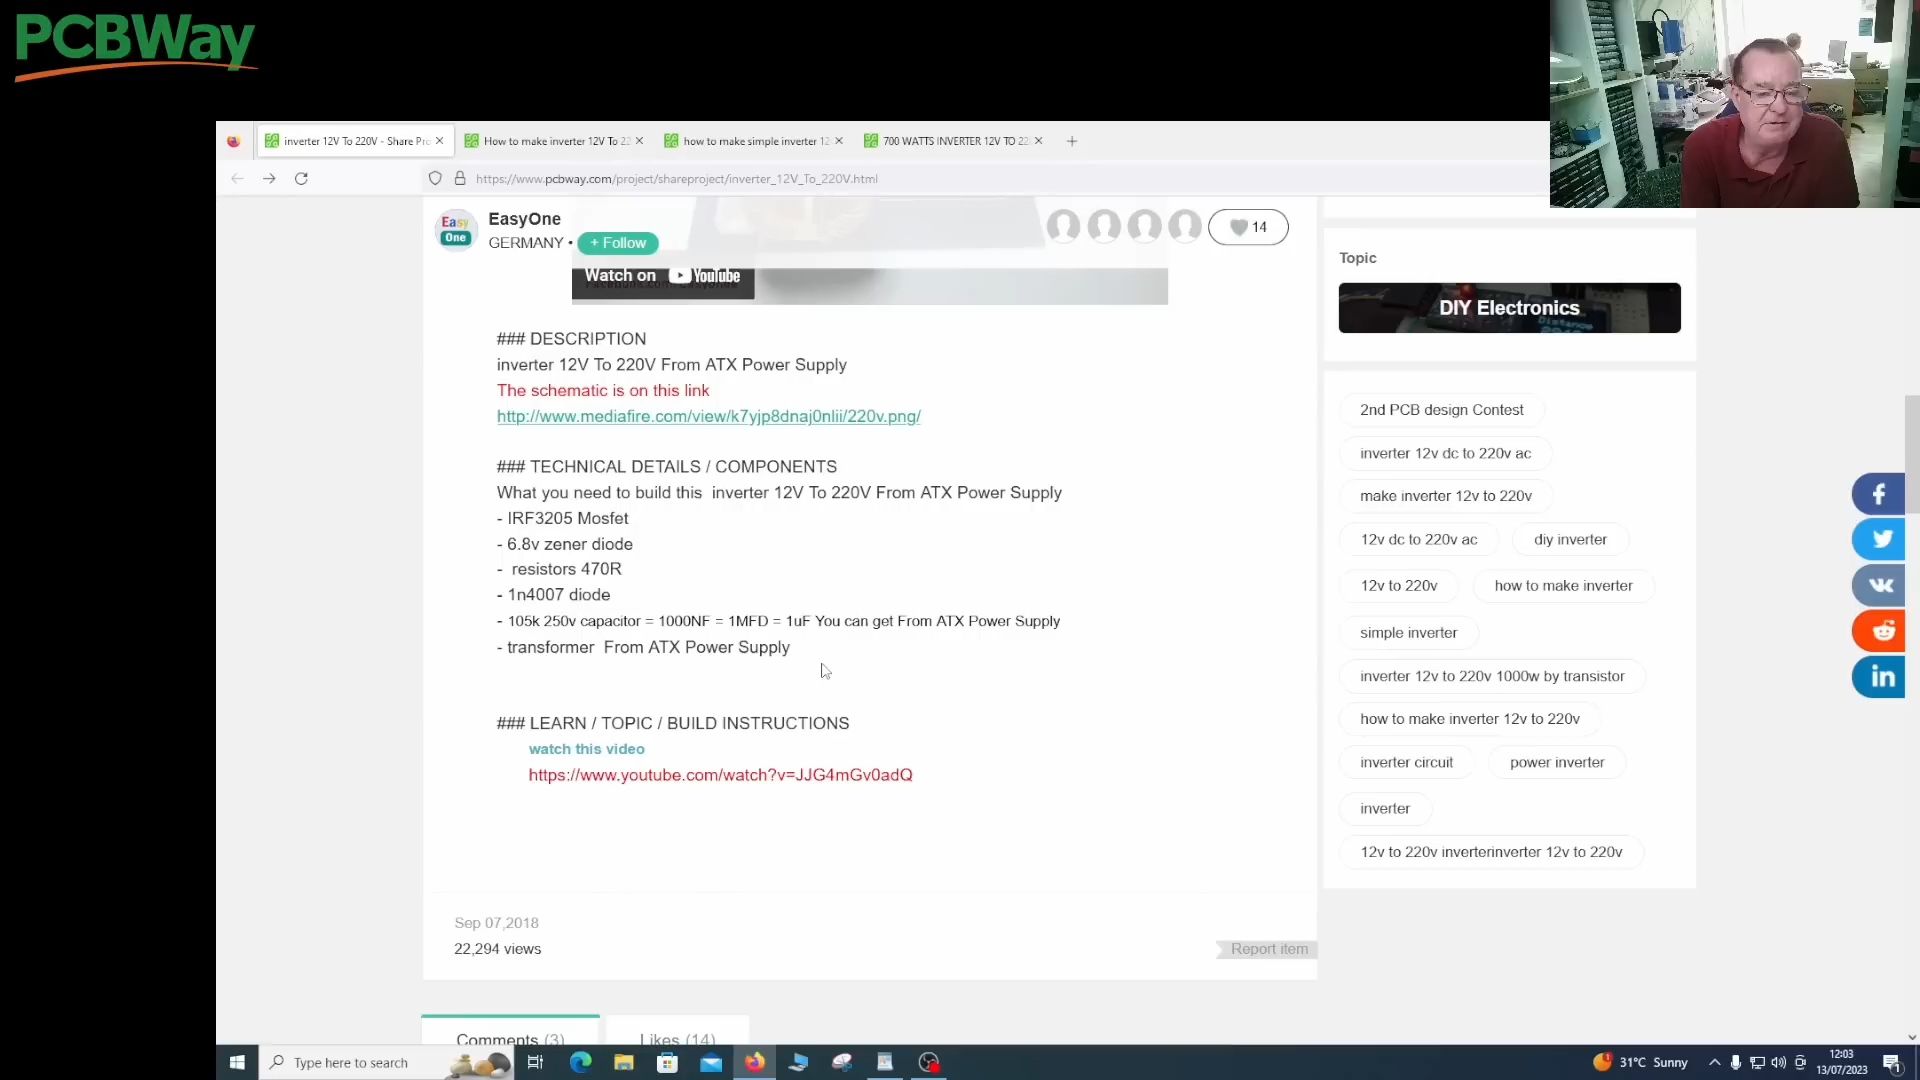 PCBWay
inverter 12V To 220V - Share Pro
How to make inverter 12V To 22
how to make simple inverter 12
700 WATTS INVERTER 12V TO 22
https://www.pcbway.com/project/shareproject/inverter_12V_To_220V.html
Easy
One
EasyOne
GERMANY •
+ Follow
14
Watch on YouTube
### DESCRIPTION
inverter 12V To 220V From ATX Power Supply
The schematic is on this link
http://www.mediafire.com/view/k7yjp8dnaj0nlii/220v.png/
### TECHNICAL DETAILS / COMPONENTS
What you need to build this inverter 12V To 220V From ATX Power Supply
- IRF3205 Mosfet
- 6.8v zener diode
- resistors 470R
- 1n4007 diode
- 105k 250v capacitor = 1000NF = 1MFD = 1uF You can get From ATX Power Supply
- transformer From ATX Power Supply
### LEARN / TOPIC / BUILD INSTRUCTIONS
watch this video
https://www.youtube.com/watch?v=JJG4mGv0adQ
Sep 07,2018
22,294 views
Report item
Comments (3)
Likes (14)
Topic
DIY Electronics
2nd PCB design Contest
inverter 12v dc to 220v ac
make inverter 12v to 220v
12v dc to 220v ac
diy inverter
12v to 220v
how to make inverter
simple inverter
inverter 12v to 220v 1000w by transistor
how to make inverter 12v to 220v
inverter circuit
power inverter
inverter
12v to 220v inverterinverter 12v to 220v
Type here to search
31°C Sunny
12:03
13/07/2023